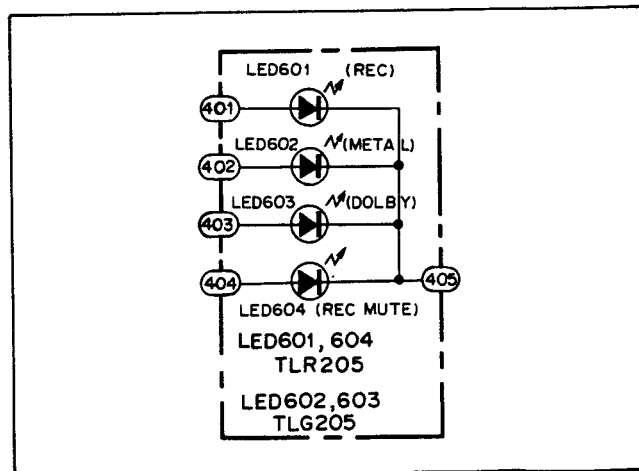 LED601 (REC)
401
LED602 (METAL)
402
LED603 (DOLBY)
403
404
405
LED604 (REC MUTE)
LED601, 604
TLR205
LED602,603
TLG205